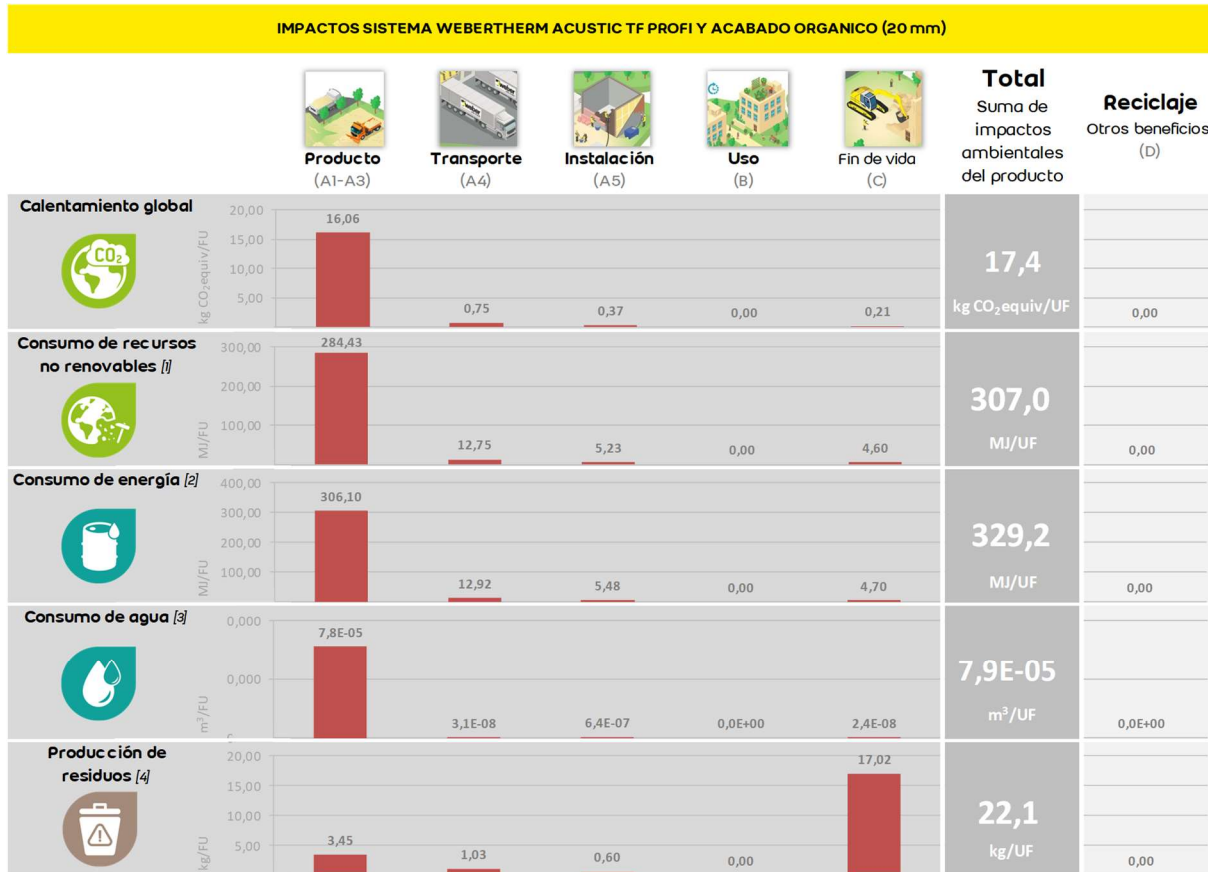 IMPACTOS SISTEMA WEBERTHERM ACUSTIC TF PROFI Y ACABADO ORGANICO (20 mm)
Producto
(A1-A3)
Transporte
(A4)
Instalación
(A5)
Uso
(B)
Fin de vida
(C)
Total
Suma de
impactos
ambientales
del producto
Reciclaje
Otros beneficios
(D)
Calentamiento global
CO₂
kg CO₂equiv/FU
20,00
15,00
10,00
5,00
16,06
0,75
0,37
0,00
0,21
17,4
kg CO₂equiv/UF
0,00
Consumo de recursos
no renovables [1]
MJ/FU
300,00
200,00
100,00
284,43
12,75
5,23
0,00
4,60
307,0
MJ/UF
0,00
Consumo de energía [2]
MJ/FU
400,00
300,00
200,00
100,00
306,10
12,92
5,48
0,00
4,70
329,2
MJ/UF
0,00
Consumo de agua [3]
m³/FU
0,000
0,000
7,8E-05
3,1E-08
6,4E-07
0,0E+00
2,4E-08
7,9E-05
m³/UF
0,0E+00
Producción de
residuos [4]
kg/FU
20,00
15,00
10,00
5,00
3,45
1,03
0,60
0,00
17,02
22,1
kg/UF
0,00